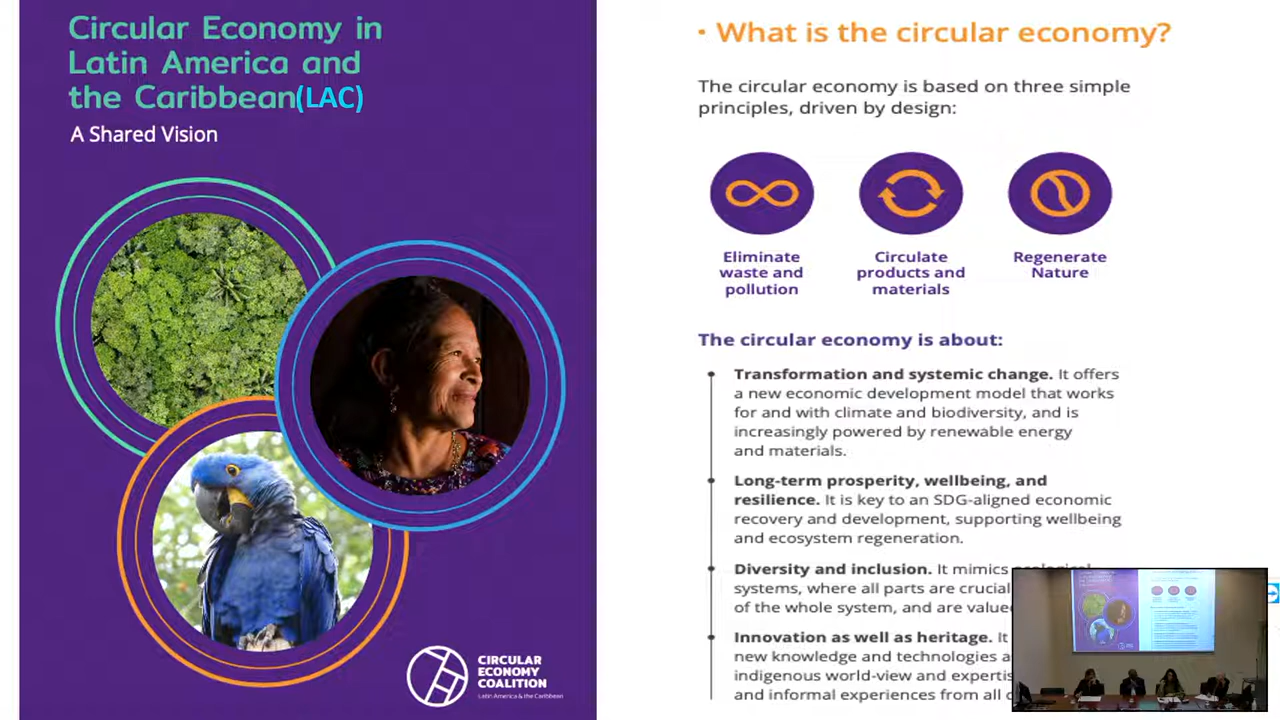 Circular Economy in
Latin America and
the Caribbean(LAC)
A Shared Vision
CIRCULAR
ECONOMY
COALITION
Latin America & the Caribbean
• What is the circular economy?
The circular economy is based on three simple
principles, driven by design:
Eliminate
waste and
pollution
Circulate
products and
materials
Regenerate
Nature
The circular economy is about:
Transformation and systemic change. It offers
a new economic development model that works
for and with climate and biodiversity, and is
increasingly powered by renewable energy
and materials.
Long-term prosperity, wellbeing, and
resilience. It is key to an SDG-aligned economic
recovery and development, supporting wellbeing
and ecosystem regeneration.
Diversity and inclusion. It mimics
systems, where all parts are crucial
of the whole system, and are
Innovation as well as heritage. It
new knowledge and technologies
indigenous world-view and
and informal experiences from all